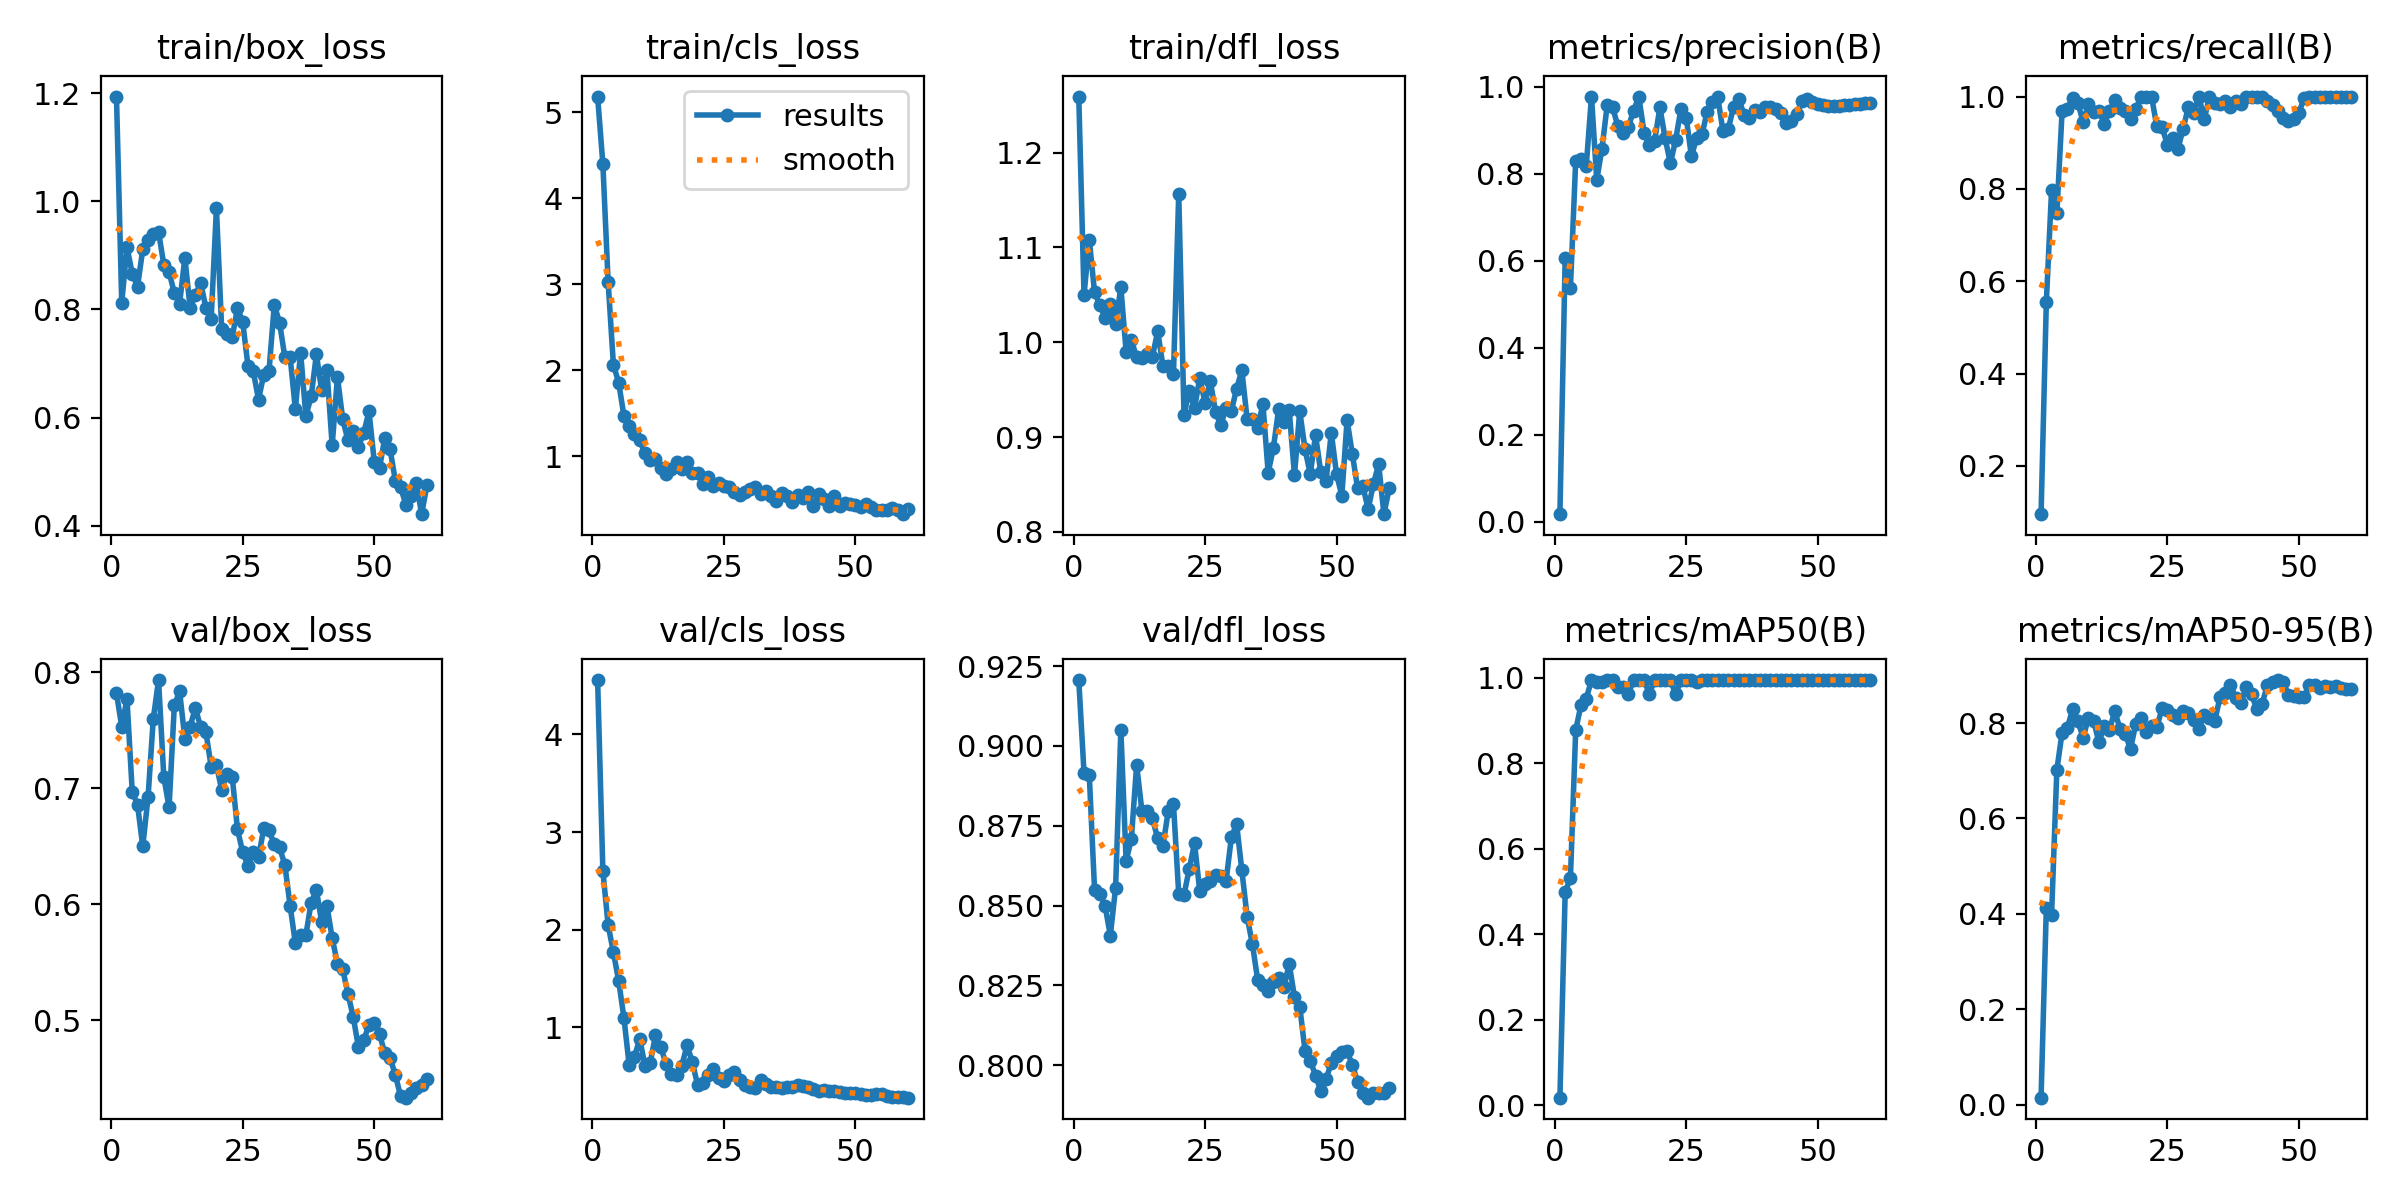 train/box_loss
1.2
1.0
0.8
0.6
0.4
0 25 50
train/cls_loss
results
smooth
5
4
3
2
1
0 25 50
train/dfl_loss
1.2
1.1
1.0
0.9
0.8
0 25 50
metrics/precision(B)
1.0
0.8
0.6
0.4
0.2
0.0
0 25 50
metrics/recall(B)
1.0
0.8
0.6
0.4
0.2
0 25 50
val/box_loss
0.8
0.7
0.6
0.5
0 25 50
val/cls_loss
4
3
2
1
0 25 50
val/dfl_loss
0.925
0.900
0.875
0.850
0.825
0.800
0 25 50
metrics/mAP50(B)
1.0
0.8
0.6
0.4
0.2
0.0
0 25 50
metrics/mAP50-95(B)
0.8
0.6
0.4
0.2
0.0
0 25 50